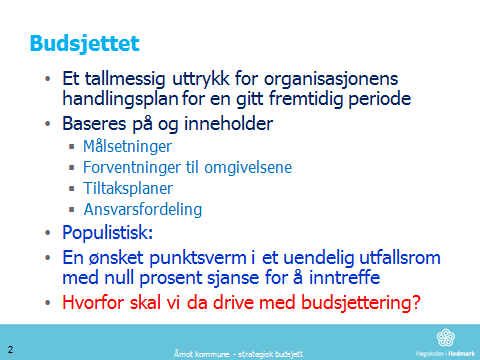 Budsjettet
• Et tallmessig uttrykk for organisasjonens
handlingsplan for en gitt fremtidig periode
• Baseres på og inneholder
▪ Målsetninger
▪ Forventninger til omgivelsene
▪ Tiltaksplaner
▪ Ansvarsfordeling
• Populistisk:
• En ønsket punktsverm i et uendelig utfallsrom
med null prosent sjanse for å inntreffe
• Hvorfor skal vi da drive med budsjettering?
2
Åmot kommune - strategisk budsjett
Høgskolen i Hedmark